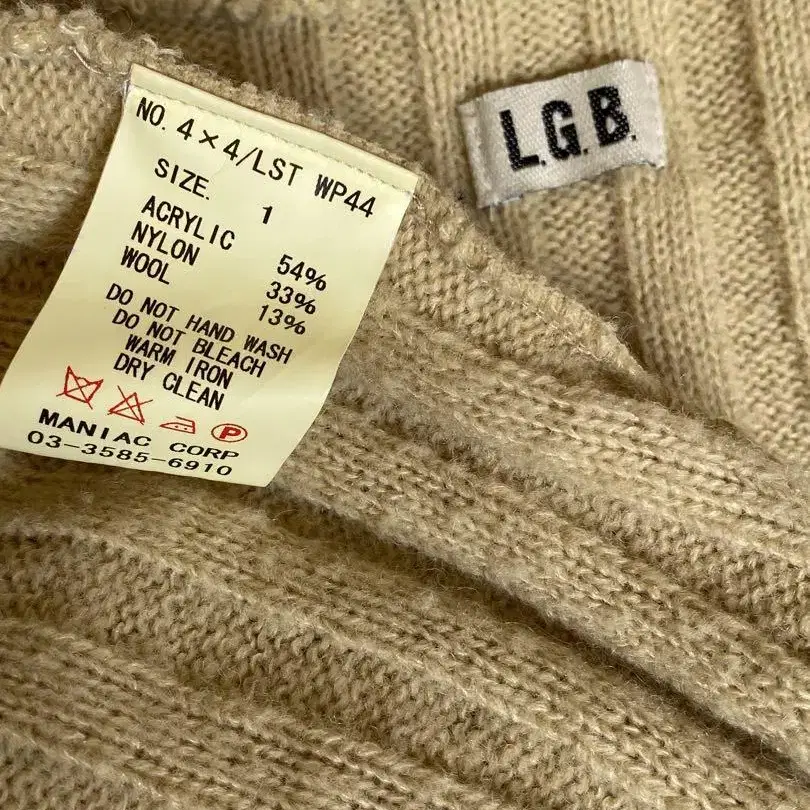 L.G.B.
NO. 4×4/LST WP44
SIZE. 1
ACRYLIC 54%
NYLON 33%
WOOL 13%
DO NOT HAND WASH
DO NOT BLEACH
WARM IRON
DRY CLEAN
P
MANIAC CORP
03-3585-6910